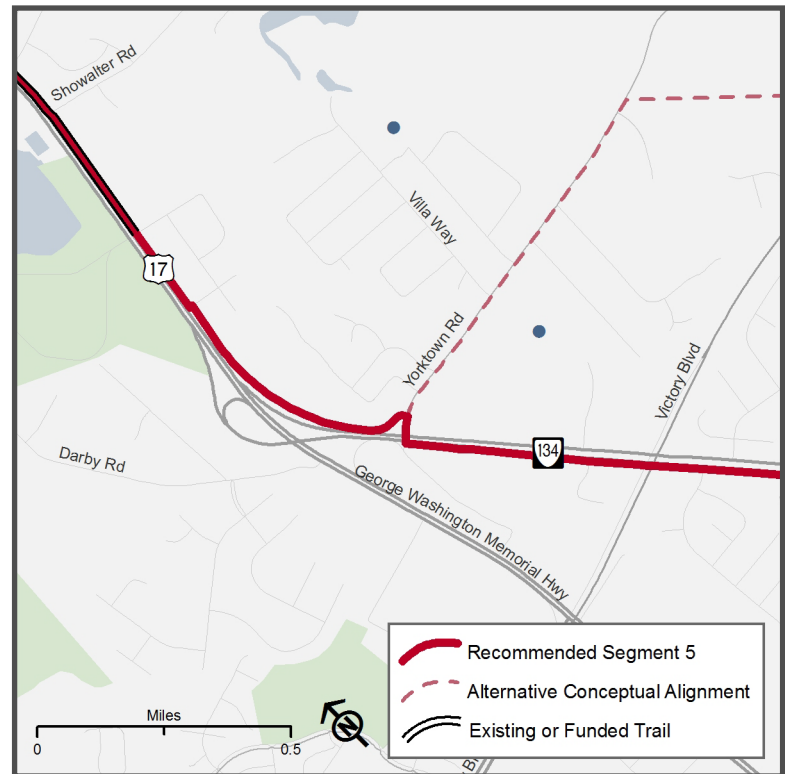 Showalter Rd
Villa Way
17
Yorktown Rd
Victory Blvd
134
Darby Rd
George Washington Memorial Hwy
Recommended Segment 5
Alternative Conceptual Alignment
Existing or Funded Trail
Miles
0
0.5
N